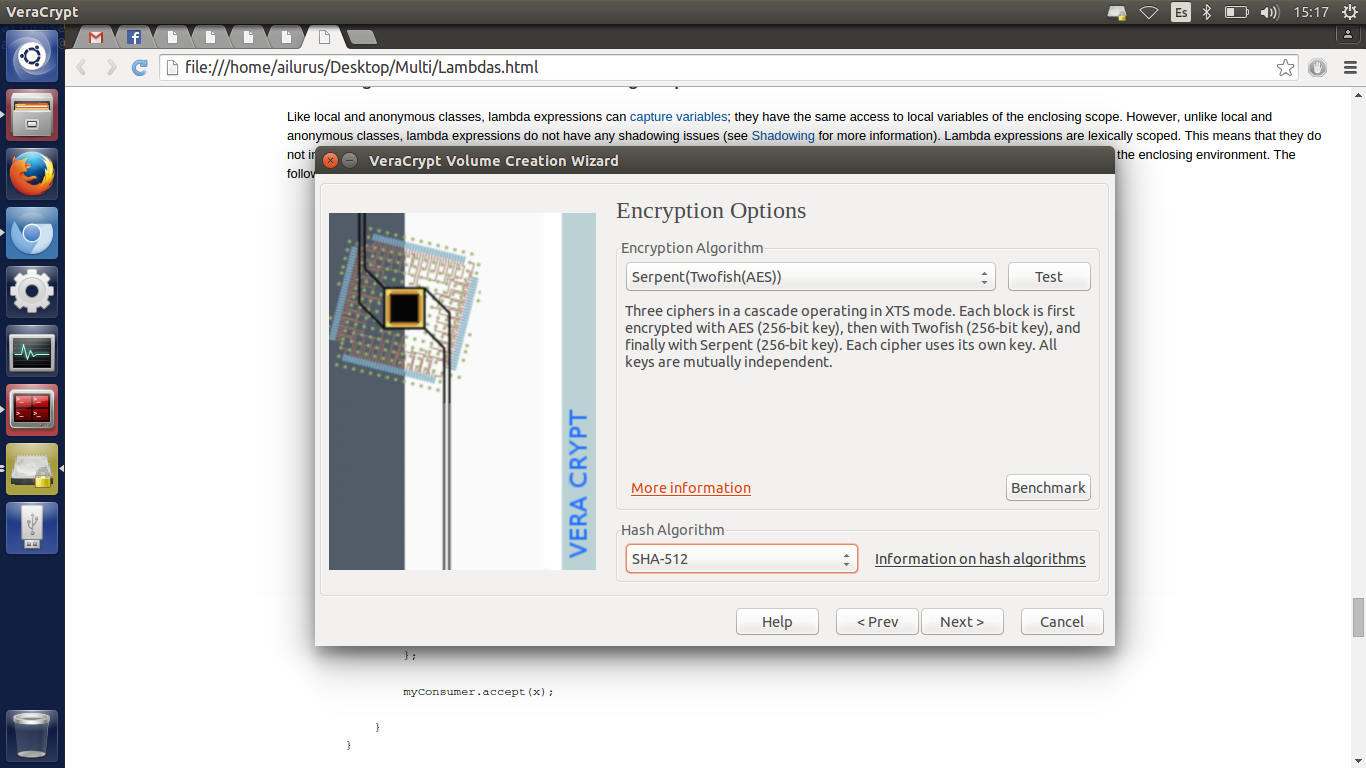 VeraCrypt
Es
15:17
file:///home/ailurus/Desktop/Multi/Lambdas.html
Like local and anonymous classes, lambda expressions can capture variables; they have the same access to local variables of the enclosing scope. However, unlike local and
anonymous classes, lambda expressions do not have any shadowing issues (see Shadowing for more information). Lambda expressions are lexically scoped. This means that they do
not
the enclosing environment. The
VeraCrypt Volume Creation Wizard
VERA CRYPT
Encryption Options
Encryption Algorithm
Serpent(Twofish(AES))
Test
Three ciphers in a cascade operating in XTS mode. Each block is first
encrypted with AES (256-bit key), then with Twofish (256-bit key), and
finally with Serpent (256-bit key). Each cipher uses its own key. All
keys are mutually independent.
More information
Benchmark
Hash Algorithm
SHA-512
Information on hash algorithms
Help
< Prev
Next >
Cancel
};
myConsumer.accept(x);
}
}